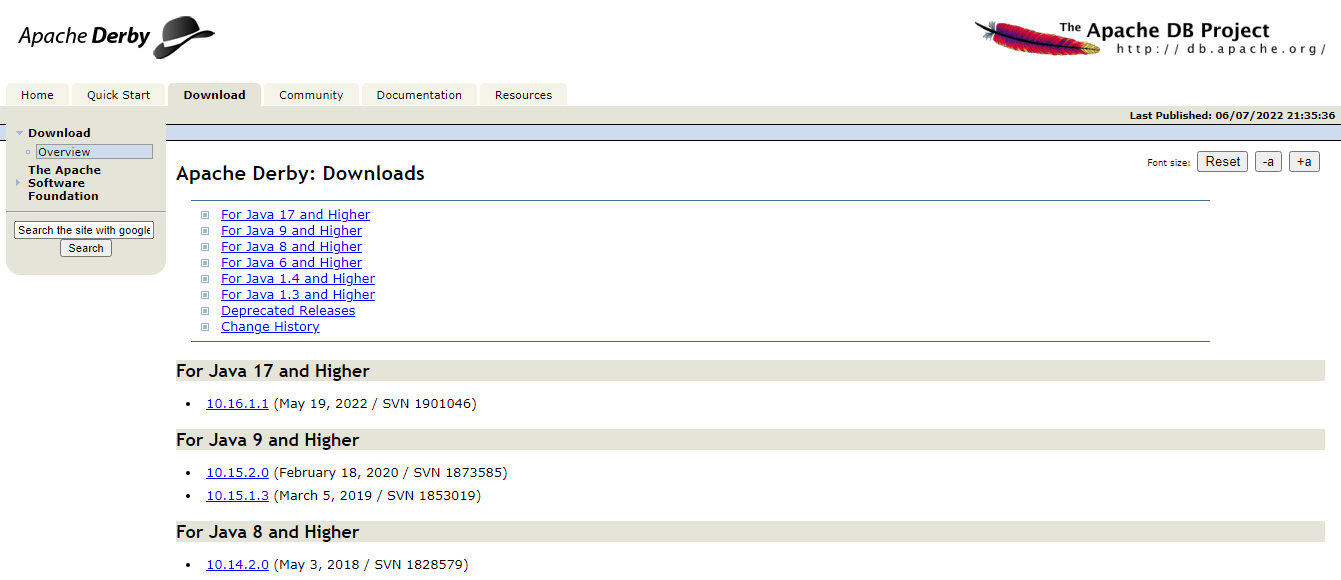 Apache Derby
The Apache DB Project
http://db.apache.org/
Home
Quick Start
Download
Community
Documentation
Resources
Last Published: 06/07/2022 21:35:36
Download
Overview
The Apache
Software
Foundation
Search the site with google
Search
Font size:
Reset
-a
+a
Apache Derby: Downloads
For Java 17 and Higher
For Java 9 and Higher
For Java 8 and Higher
For Java 6 and Higher
For Java 1.4 and Higher
For Java 1.3 and Higher
Deprecated Releases
Change History
For Java 17 and Higher
10.16.1.1 (May 19, 2022 / SVN 1901046)
For Java 9 and Higher
10.15.2.0 (February 18, 2020 / SVN 1873585)
10.15.1.3 (March 5, 2019 / SVN 1853019)
For Java 8 and Higher
10.14.2.0 (May 3, 2018 / SVN 1828579)